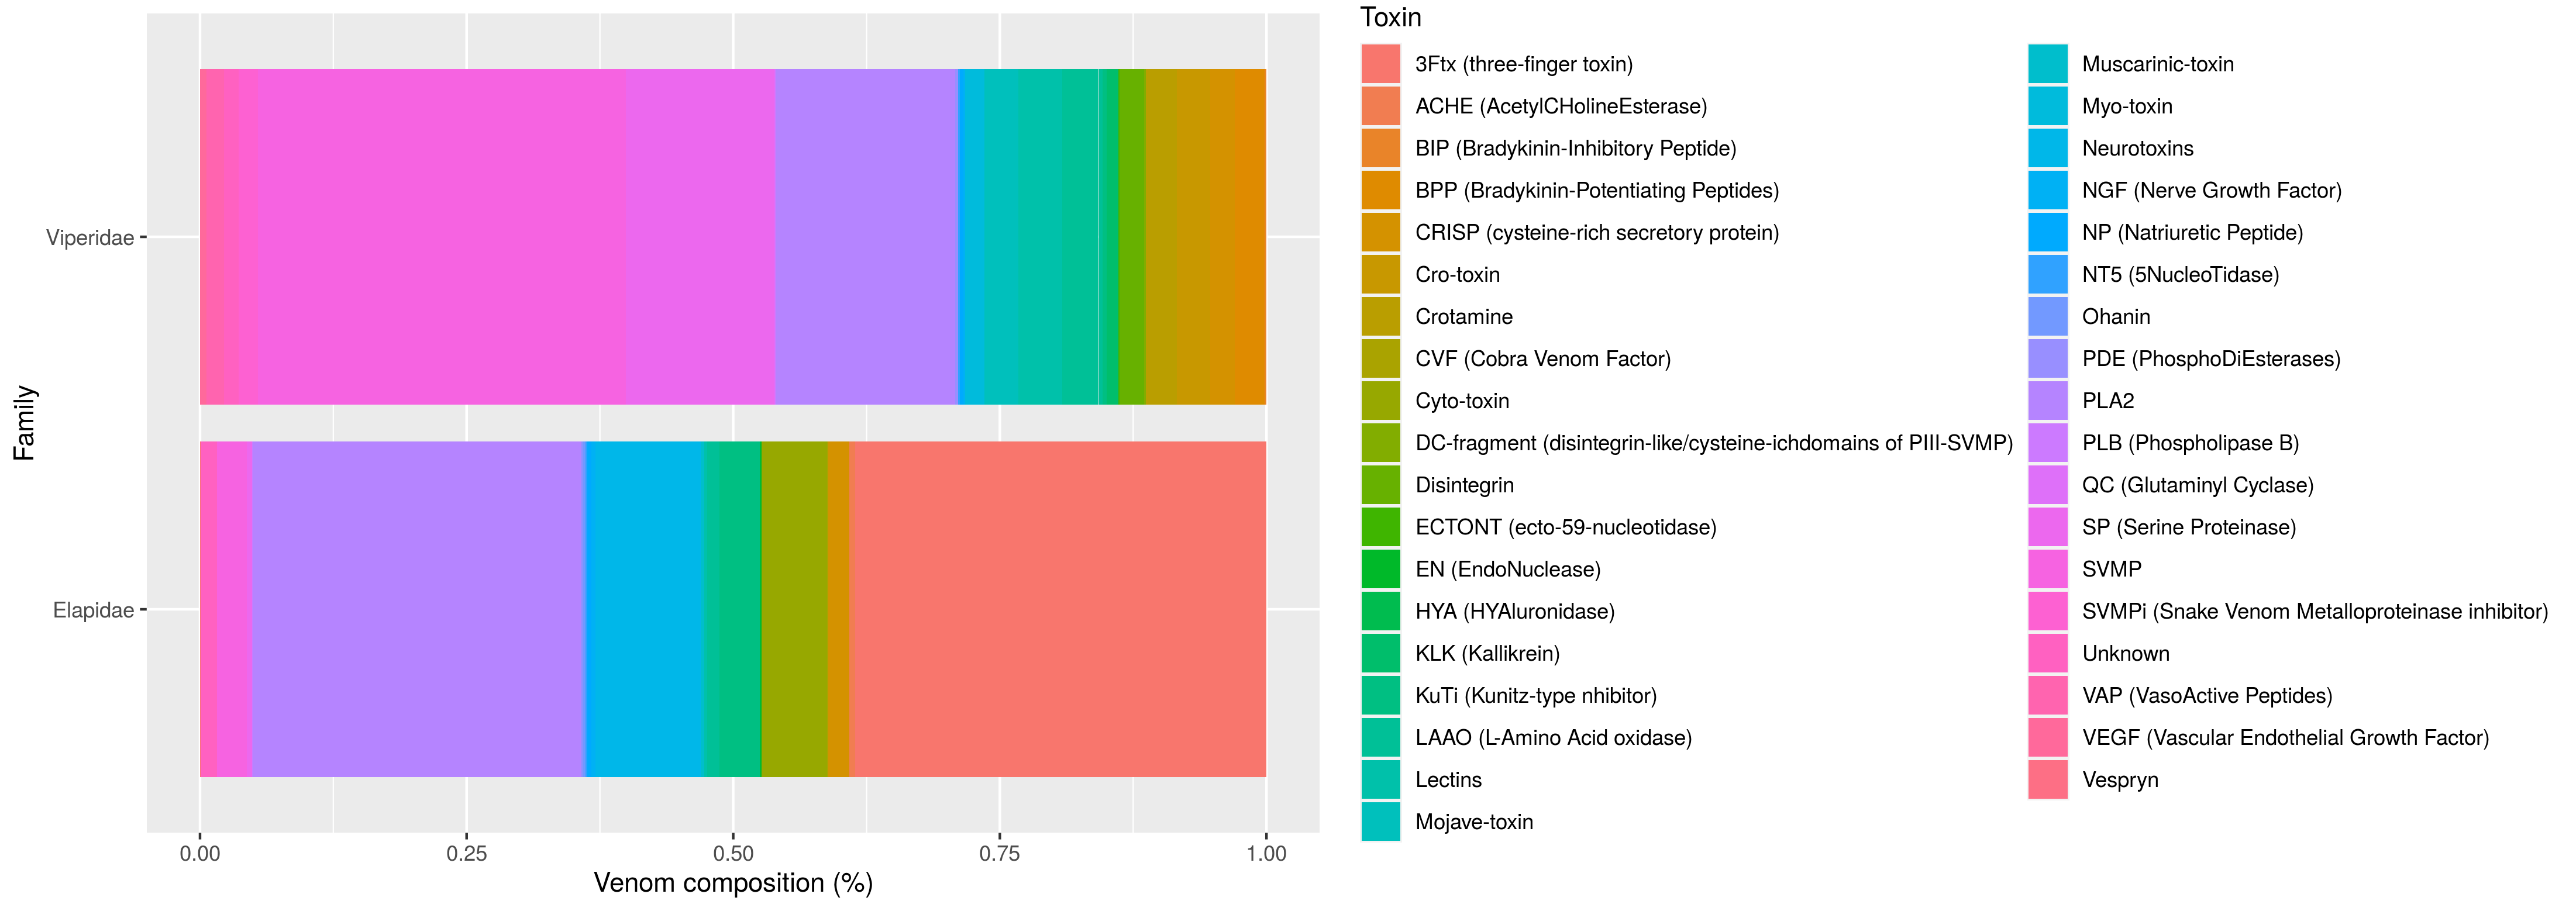 Family
Viperidae
Elapidae
0.00
0.25
0.50
0.75
1.00
Venom composition (%)
Toxin
3Ftx (three-finger toxin)
ACHE (AcetylCHolineEsterase)
BIP (Bradykinin-Inhibitory Peptide)
BPP (Bradykinin-Potentiating Peptides)
CRISP (cysteine-rich secretory protein)
Cro-toxin
Crotamine
CVF (Cobra Venom Factor)
Cyto-toxin
DC-fragment (disintegrin-like/cysteine-ichdomains of PIII-SVMP)
Disintegrin
ECTONT (ecto-59-nucleotidase)
EN (EndoNuclease)
HYA (HYAluronidase)
KLK (Kallikrein)
KuTi (Kunitz-type nhibitor)
LAAO (L-Amino Acid oxidase)
Lectins
Mojave-toxin
Muscarinic-toxin
Myo-toxin
Neurotoxins
NGF (Nerve Growth Factor)
NP (Natriuretic Peptide)
NT5 (5NucleoTidase)
Ohanin
PDE (PhosphoDiEsterases)
PLA2
PLB (Phospholipase B)
QC (Glutaminyl Cyclase)
SP (Serine Proteinase)
SVMP
SVMPi (Snake Venom Metalloproteinase inhibitor)
Unknown
VAP (VasoActive Peptides)
VEGF (Vascular Endothelial Growth Factor)
Vespryn